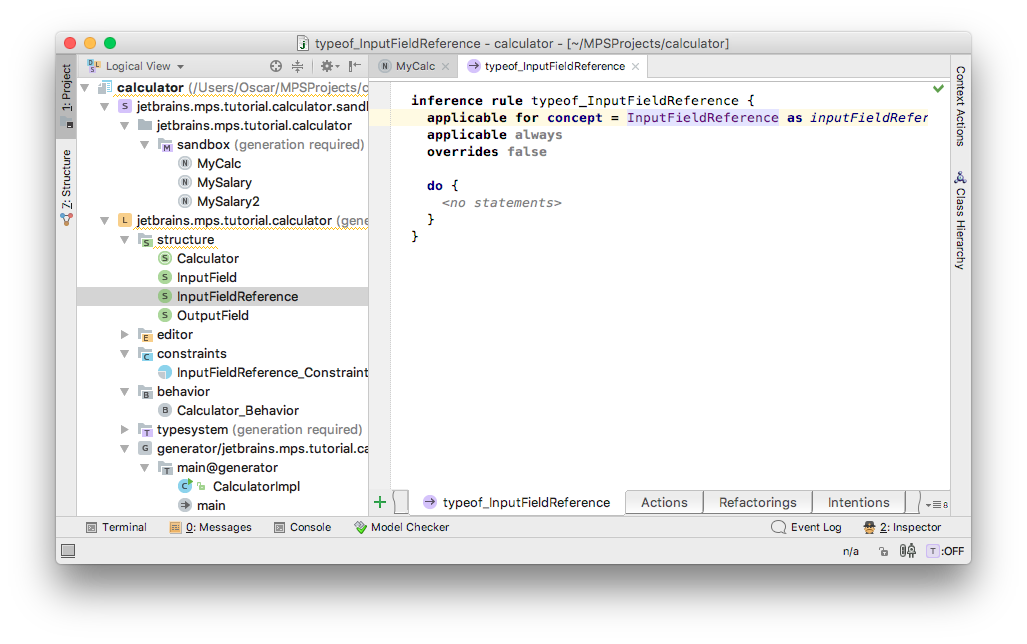 typeof_InputFieldReference - calculator - [~/MPSProjects/calculator]
1: Project
Z: Structure
Logical View
calculator (/Users/Oscar/MPSProjects/c
jetbrains.mps.tutorial.calculator.sandl
jetbrains.mps.tutorial.calculator
sandbox (generation required)
MyCalc
MySalary
MySalary2
jetbrains.mps.tutorial.calculator (gene
structure
Calculator
InputField
InputFieldReference
OutputField
editor
constraints
InputFieldReference_Constraint
behavior
Calculator_Behavior
typesystem (generation required)
generator/jetbrains.mps.tutorial.ca
main@generator
CalculatorImpl
main
MyCalc
typeof_InputFieldReference
inference rule typeof_InputFieldReference {
applicable for concept = InputFieldReference as inputFieldRefer
applicable always
overrides false
do {
<no statements>
}
}
typeof_InputFieldReference
Actions
Refactorings
Intentions
8
Context Actions
Class Hierarchy
Terminal
0: Messages
Console
Model Checker
Event Log
2: Inspector
n/a
T :OFF